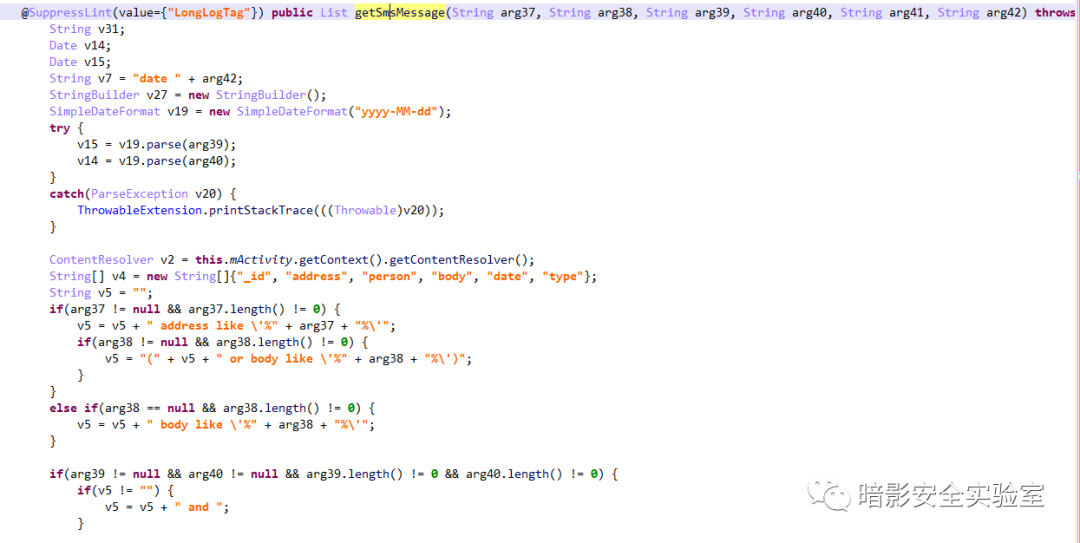 @SuppressLint(value={"LongLogTag"}) public List getSmsMessage(String arg37, String arg38, String arg39, String arg40, String arg41, String arg42) throws
String v31;
Date v14;
Date v15;
String v7 = "date " + arg42;
StringBuilder v27 = new StringBuilder();
SimpleDateFormat v19 = new SimpleDateFormat("yyyy-MM-dd");
try {
v15 = v19.parse(arg39);
v14 = v19.parse(arg40);
}
catch(ParseException v20) {
ThrowableExtension.printStackTrace(((Throwable)v20));
}
ContentResolver v2 = this.mActivity.getContext().getContentResolver();
String[] v4 = new String[]{"_id", "address", "person", "body", "date", "type"};
String v5 = "";
if(arg37 != null && arg37.length() != 0) {
v5 = v5 + " address like \'%" + arg37 + "%\'";
if(arg38 != null && arg38.length() != 0) {
v5 = "(" + v5 + " or body like \'%" + arg38 + "%\')";
}
}
else if(arg38 == null && arg38.length() != 0) {
v5 = v5 + " body like \'%" + arg38 + "%\'";
}
if(arg39 != null && arg40 != null && arg39.length() != 0 && arg40.length() != 0) {
if(v5 != "") {
v5 = v5 + " and ";
}
暗影安全实验室